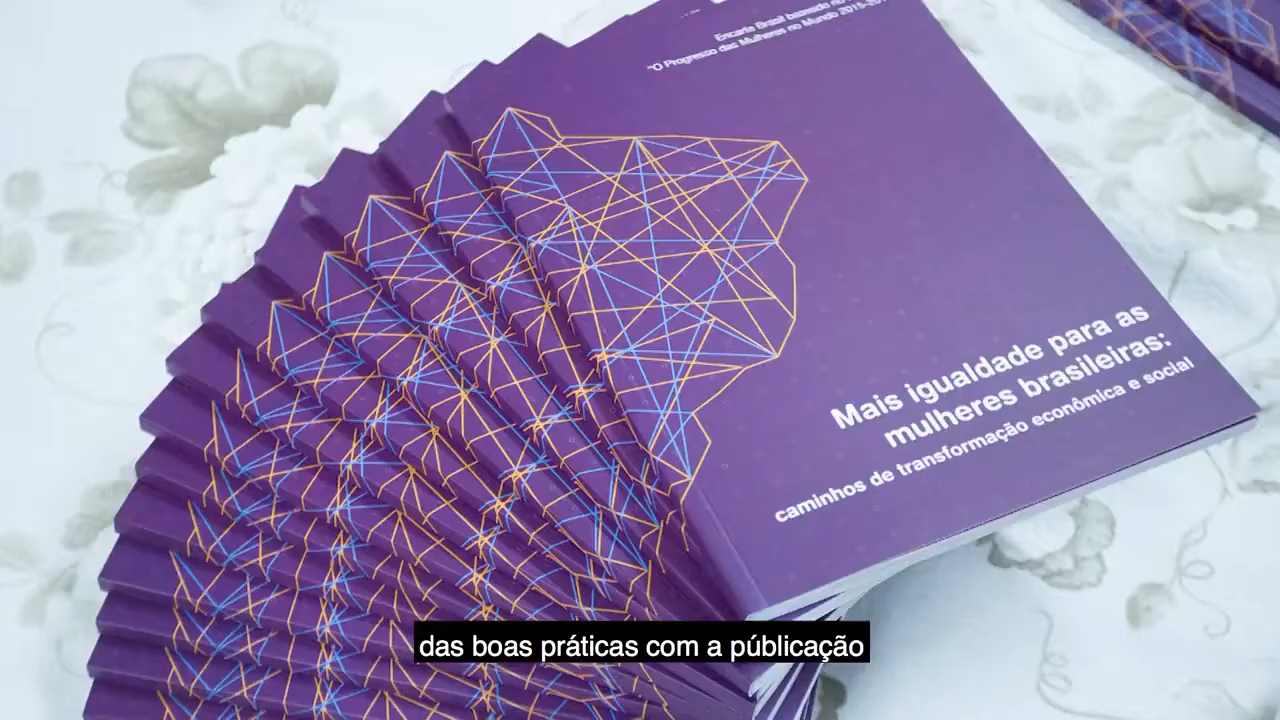 Encarte Brasil baseado no
"O Progresso das Mulheres no Mundo 2015-20
Mais igualdade para as
mulheres brasileiras:
caminhos de transformação econômica e social
das boas práticas com a públicação